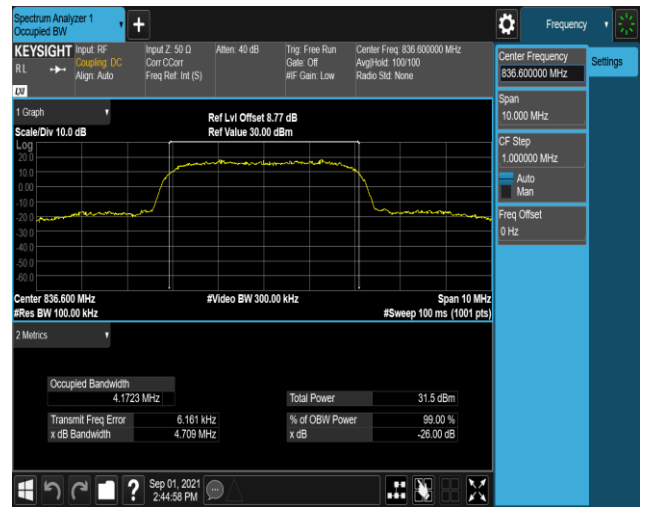 Spectrum Analyzer 1
Occupied BW
+
Frequency
KEYSIGHT Input: RF Input Z: 50 Ω Atten: 40 dB Trig: Free Run Center Freq: 836.600000 MHz
RL Coupling: DC Corr CCorr Gate: Off Avg|Hold: 100/100
Align: Auto Freq Ref: Int (S) #IF Gain: Low Radio Std: None
LXI
1 Graph
Ref Lvl Offset 8.77 dB
Scale/Div 10.0 dB Ref Value 30.00 dBm
Log
20.0
10.0
0.00
-10.0
-20.0
-30.0
-40.0
-50.0
-60.0
Center 836.600 MHz #Video BW 300.00 kHz Span 10 MHz
#Res BW 100.00 kHz #Sweep 100 ms (1001 pts)
2 Metrics
Occupied Bandwidth
4.1723 MHz Total Power 31.5 dBm
Transmit Freq Error 6.161 kHz % of OBW Power 99.00 %
x dB Bandwidth 4.709 MHz x dB -26.00 dB
? Sep 01, 2021
2:44:58 PM
Center Frequency
836.600000 MHz
Settings
Span
10.000 MHz
CF Step
1.000000 MHz
Auto
Man
Freq Offset
0 Hz